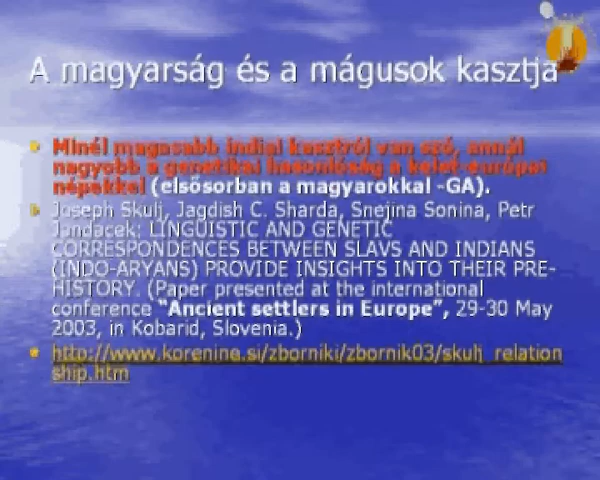 A magyarság és a mágusok kasztja
Minél magasabb indiai kasztról van szó, annál
nagyobb a genetikai hasonlóság a kelet-európei
népekkel (elsősorban a magyarokkal -GA).
Joseph Skulj, Jagdish C. Sharda, Snejina Sonina, Petr
Jandacek: LINGUISTIC AND GENETIC
CORRESPONDENCES BETWEEN SLAVS AND INDIANS
(INDO-ARYANS) PROVIDE INSIGHTS INTO THEIR PRE-
HISTORY. (Paper presented at the international
conference "Ancient settlers in Europe", 29-30 May
2003, in Kobarid, Slovenia.)
http://www.korenine.si/zborniki/zbornik03/skulj_relation
ship.htm